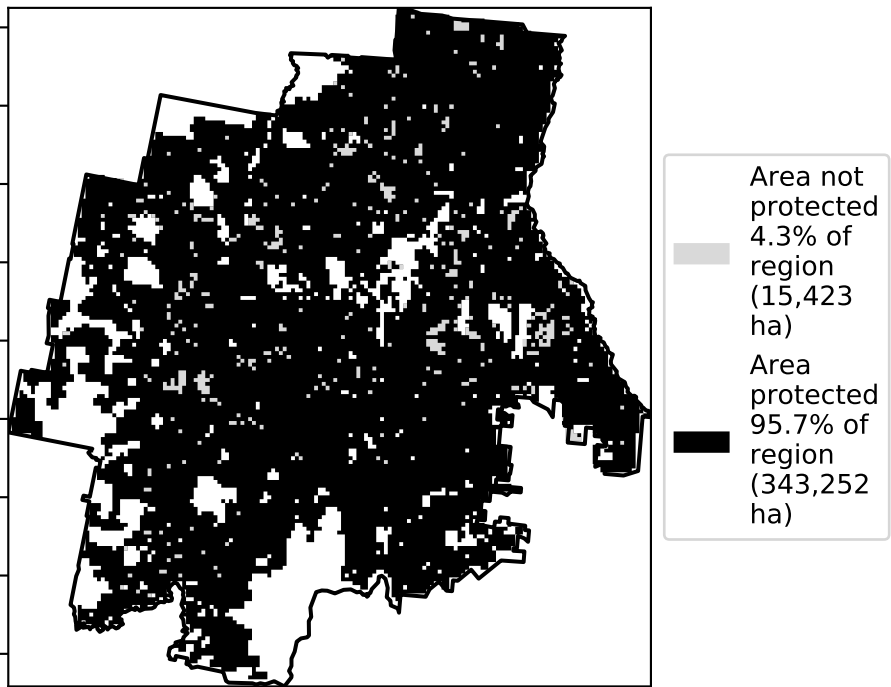 Area not
protected
4.3% of
region
(15,423
ha)
Area
protected
95.7% of
region
(343,252
ha)